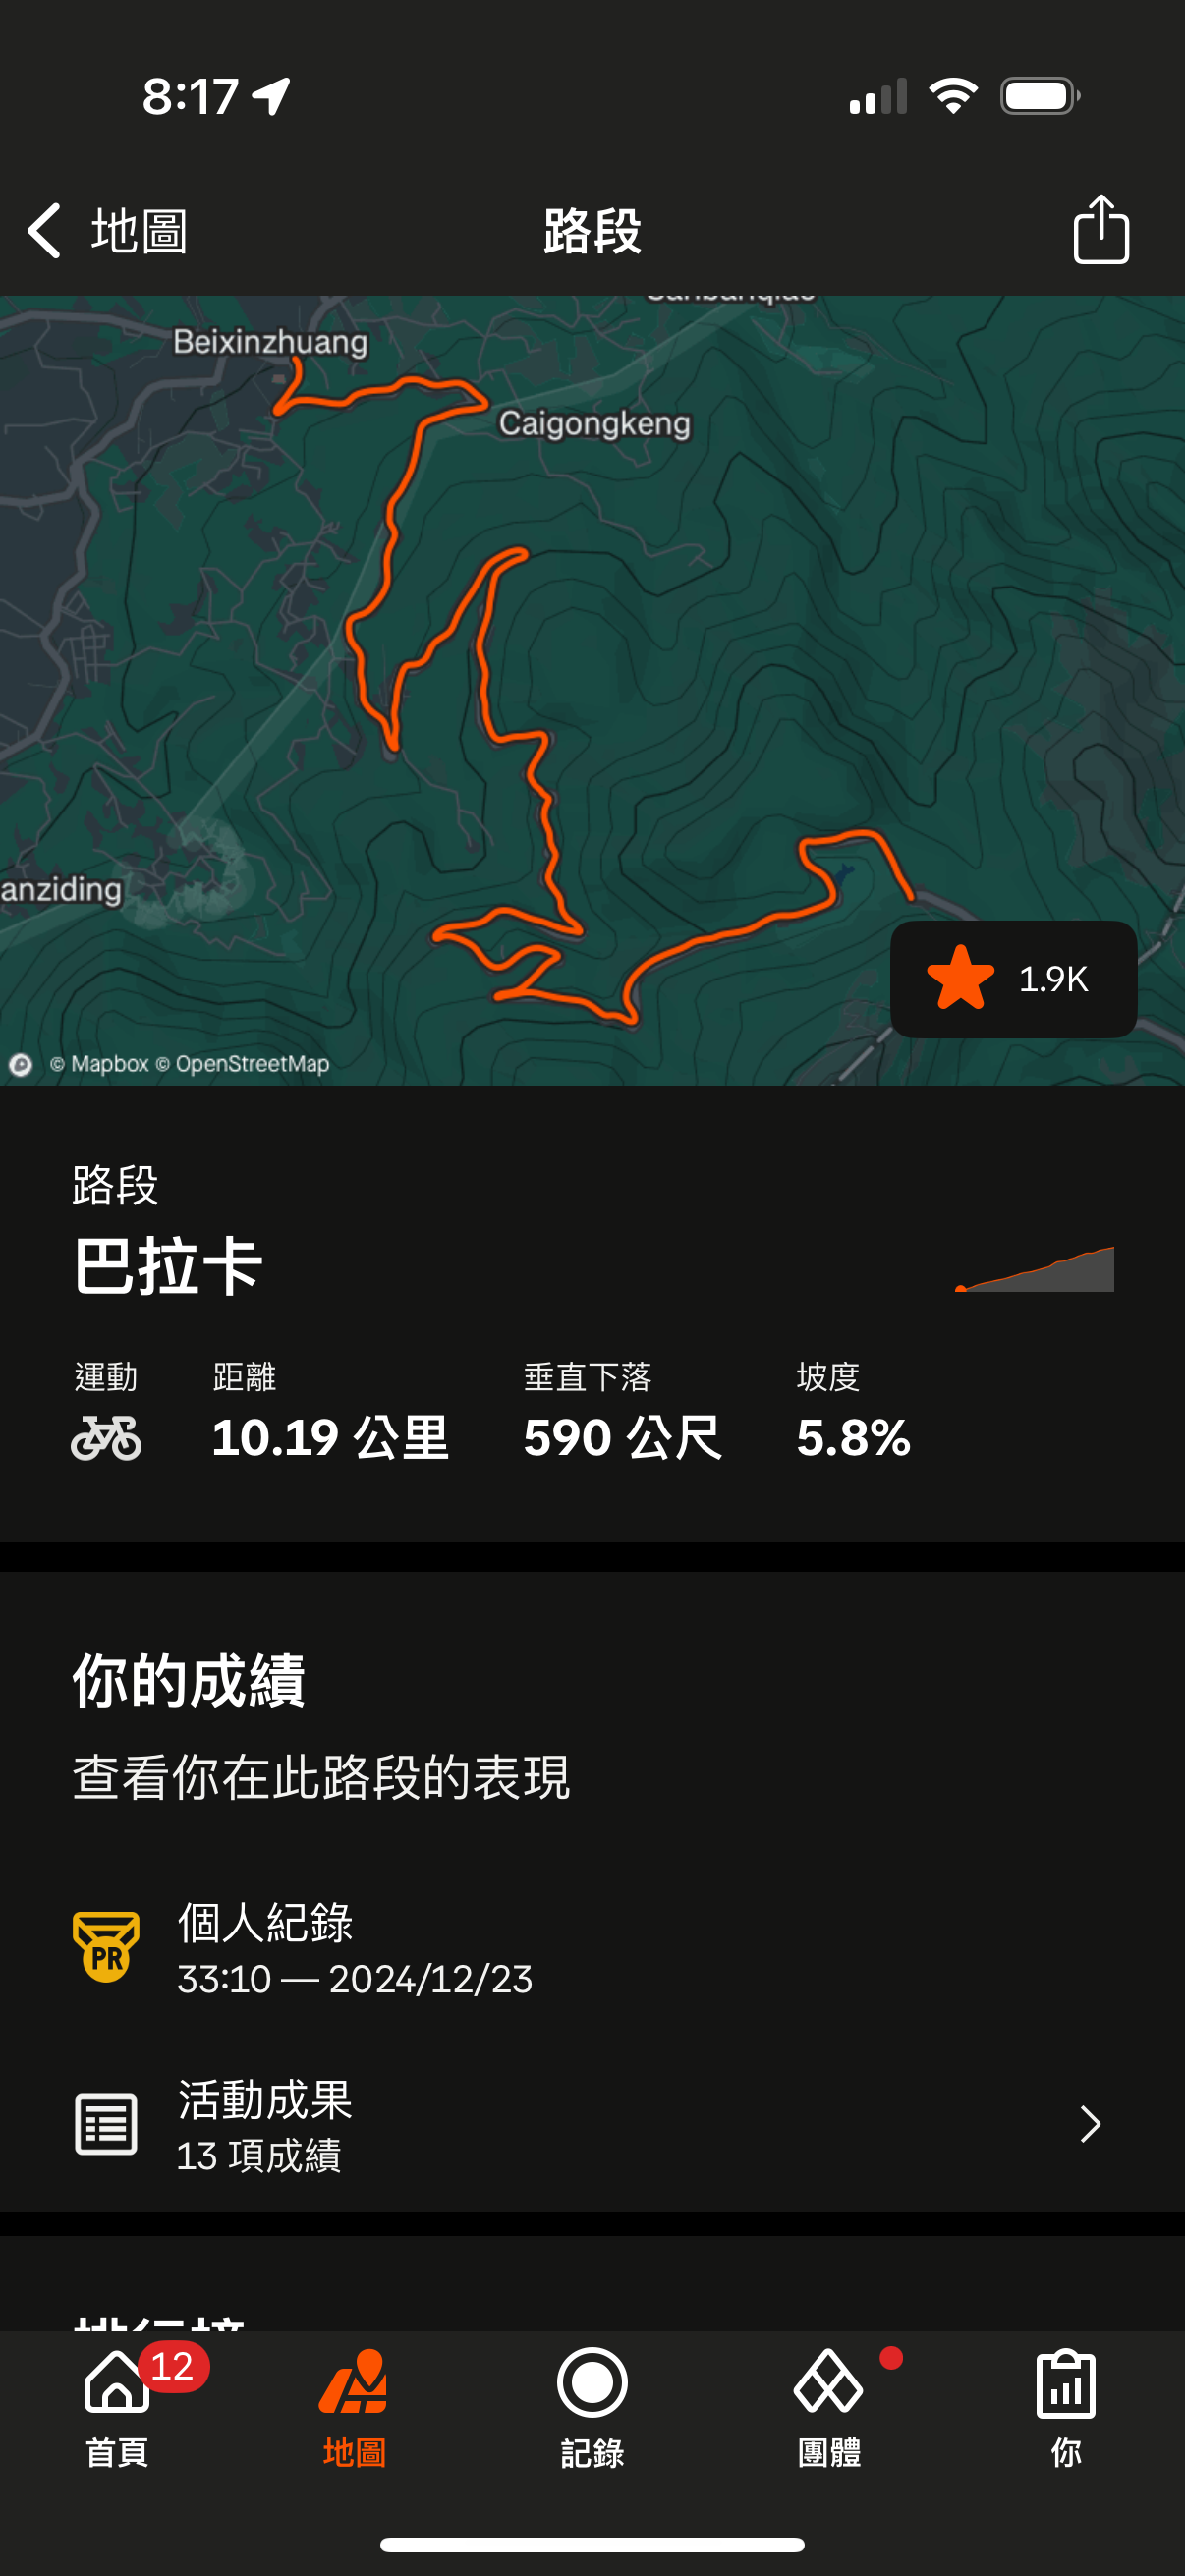 8:17
地圖
路段
Beixinzhuang
Caigongkeng
anziding
1.9K
© Mapbox © OpenStreetMap
路段
巴拉卡
運動 距離 垂直下落 坡度
10.19 公里 590 公尺 5.8%
你的成績
查看你在此路段的表現
PR
個人紀錄
33:10 — 2024/12/23
活動成果
13 項成績
12
首頁 地圖 記錄 團體 你